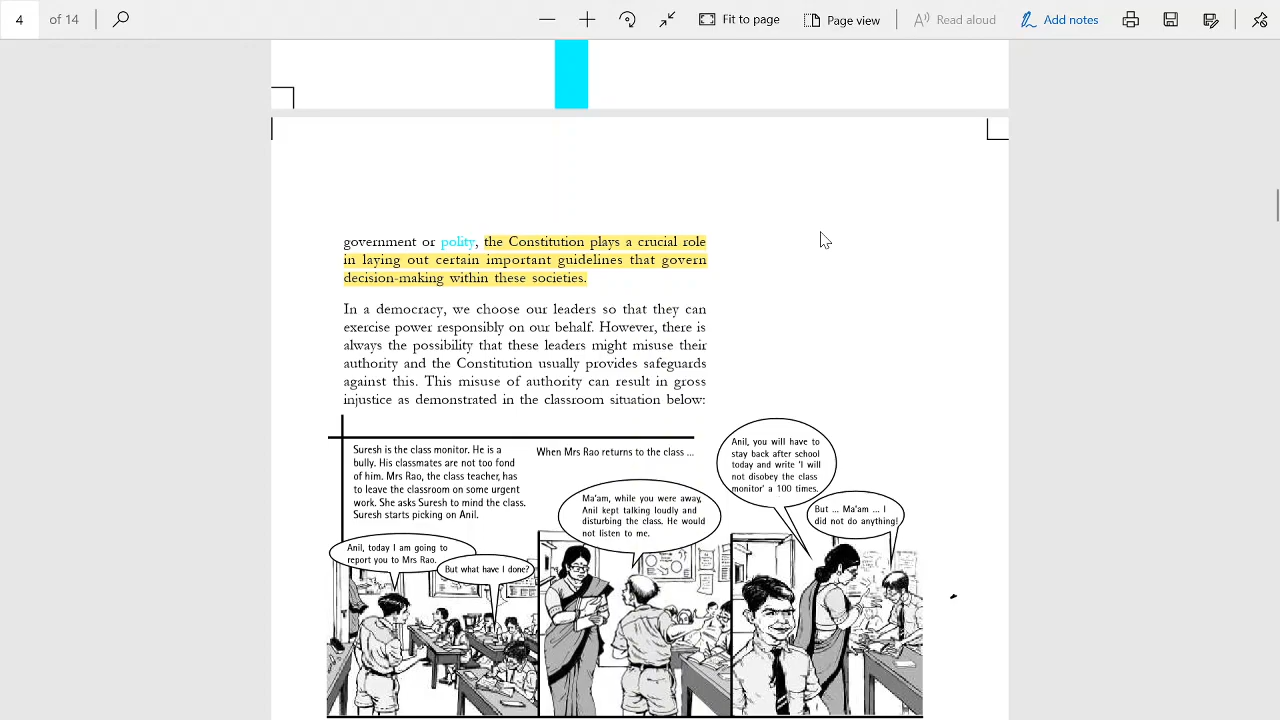 4 of 14 Fit to page Page view Read aloud Add notes
government or polity, the Constitution plays a crucial role
in laying out certain important guidelines that govern
decision-making within these societies.
In a democracy, we choose our leaders so that they can
exercise power responsibly on our behalf. However, there is
always the possibility that these leaders might misuse their
authority and the Constitution usually provides safeguards
against this. This misuse of authority can result in gross
injustice as demonstrated in the classroom situation below:
Suresh is the class monitor. He is a
bully. His classmates are not too fond
of him. Mrs Rao, the class teacher, has
to leave the classroom on some urgent
work. She asks Suresh to mind the class.
Suresh starts picking on Anil.
Anil, today I am going to
report you to Mrs Rao.
But what have I done?
When Mrs Rao returns to the class ...
Ma'am, while you were away,
Anil kept talking loudly and
disturbing the class. He would
not listen to me.
Anil, you will have to
stay back after school
today and write 'I will
not disobey the class
monitor' a 100 times.
But ... Ma'am ... I
did not do anything!